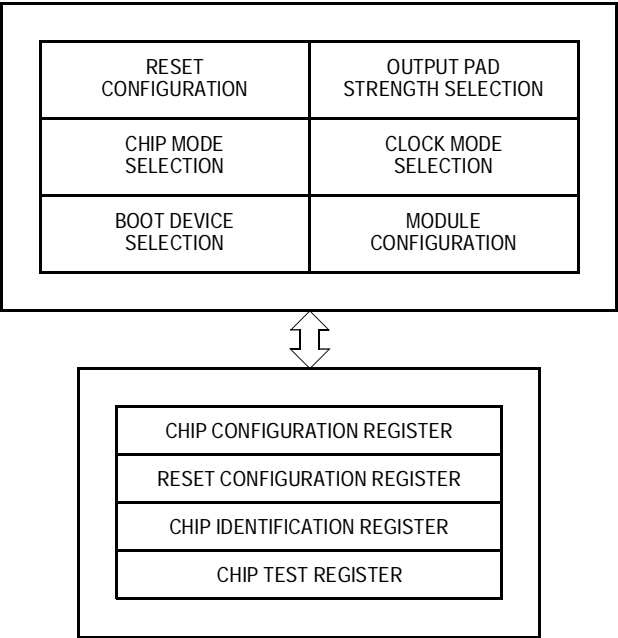 RESET
CONFIGURATION
OUTPUT PAD
STRENGTH SELECTION
CHIP MODE
SELECTION
CLOCK MODE
SELECTION
BOOT DEVICE
SELECTION
MODULE
CONFIGURATION
CHIP CONFIGURATION REGISTER
RESET CONFIGURATION REGISTER
CHIP IDENTIFICATION REGISTER
CHIP TEST REGISTER